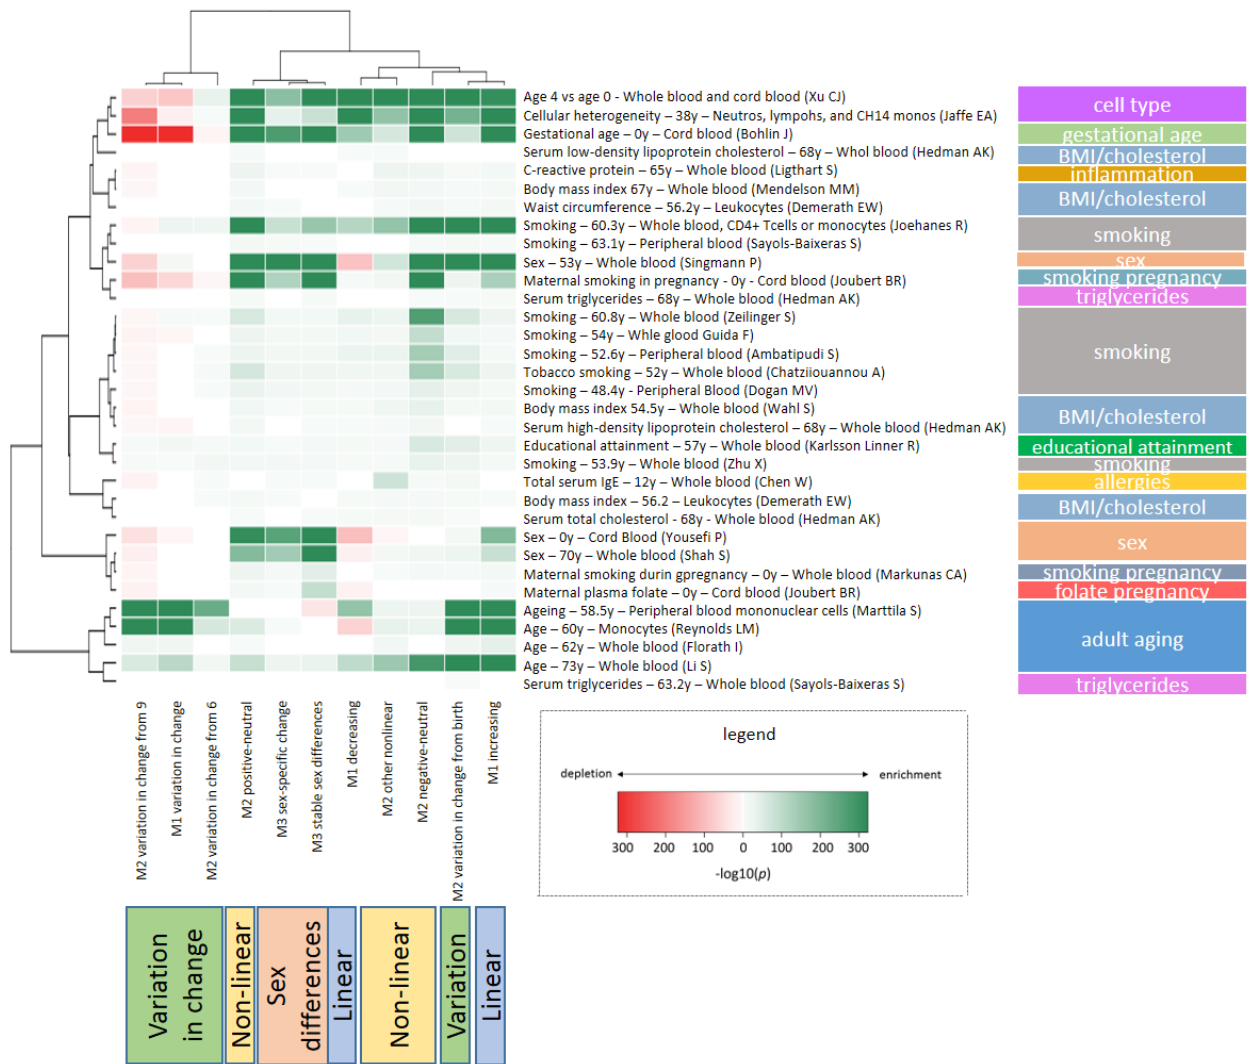 Age 4 vs age 0 - Whole blood and cord blood (Xu CJ)
Cellular heterogeneity – 38y – Neutros, lympohs, and CH14 monos (Jaffe EA)
Gestational age – 0y – Cord blood (Bohlin J)
Serum low-density lipoprotein cholesterol – 68y – Whol blood (Hedman AK)
C-reactive protein – 65y – Whole blood (Ligthart S)
Body mass index 67y – Whole blood (Mendelson MM)
Waist circumference – 56.2y – Leukocytes (Demerath EW)
Smoking – 60.3y – Whole blood, CD4+ Tcells or monocytes (Joehanes R)
Smoking – 63.1y – Peripheral blood (Sayols-Baixeras S)
Sex – 53y – Whole blood (Singmann P)
Maternal smoking in pregnancy - 0y - Cord blood (Joubert BR)
Serum triglycerides – 68y – Whole blood (Hedman AK)
Smoking – 60.8y – Whole blood (Zeilinger S)
Smoking – 54y – Whle glood Guida F)
Smoking – 52.6y – Peripheral blood (Ambatipudi S)
Tobacco smoking – 52y – Whole blood (Chatziiouannou A)
Smoking – 48.4y - Peripheral Blood (Dogan MV)
Body mass index 54.5y – Whole blood (Wahl S)
Serum high-density lipoprotein cholesterol – 68y – Whole blood (Hedman AK)
Educational attainment – 57y – Whole blood (Karlsson Linner R)
Smoking – 53.9y – Whole blood (Zhu X)
Total serum IgE – 12y – Whole blood (Chen W)
Body mass index – 56.2 – Leukocytes (Demerath EW)
Serum total cholesterol - 68y - Whole blood (Hedman AK)
Sex – 0y – Cord Blood (Yousefi P)
Sex – 70y – Whole blood (Shah S)
Maternal smoking durin gpregnancy – 0y – Whole blood (Markunas CA)
Maternal plasma folate – 0y – Cord blood (Joubert BR)
Ageing – 58.5y – Peripheral blood mononuclear cells (Marttila S)
Age – 60y – Monocytes (Reynolds LM)
Age – 62y – Whole blood (Florath I)
Age – 73y – Whole blood (Li S)
Serum triglycerides – 63.2y – Whole blood (Sayols-Baixeras S)
cell type
gestational age
BMI/cholesterol
inflammation
BMI/cholesterol
smoking
sex
smoking pregnancy
triglycerides
smoking
BMI/cholesterol
educational attainment
smoking
allergies
BMI/cholesterol
sex
smoking pregnancy
folate pregnancy
adult aging
triglycerides
M2 variation in change from 9
M1 variation in change
M2 variation in change from 6
M2 positive-neutral
M3 sex-specific change
M3 stable sex differences
M1 decreasing
M2 other nonlinear
M2 negative-neutral
M2 variation in change from birth
M1 increasing
legend
depletion
enrichment
300 200 100 0 100 200 300
-log10(p)
Variation
in change
Non-linear
Sex
differences
Linear
Non-linear
Variation
Linear